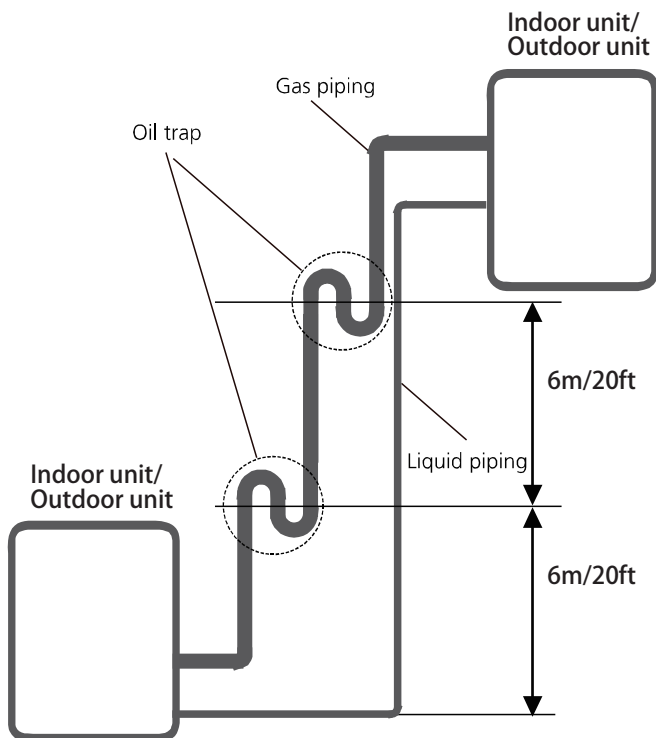 Indoor unit/
Outdoor unit
Gas piping
Oil trap
6m/20ft
Liquid piping
Indoor unit/
Outdoor unit
6m/20ft